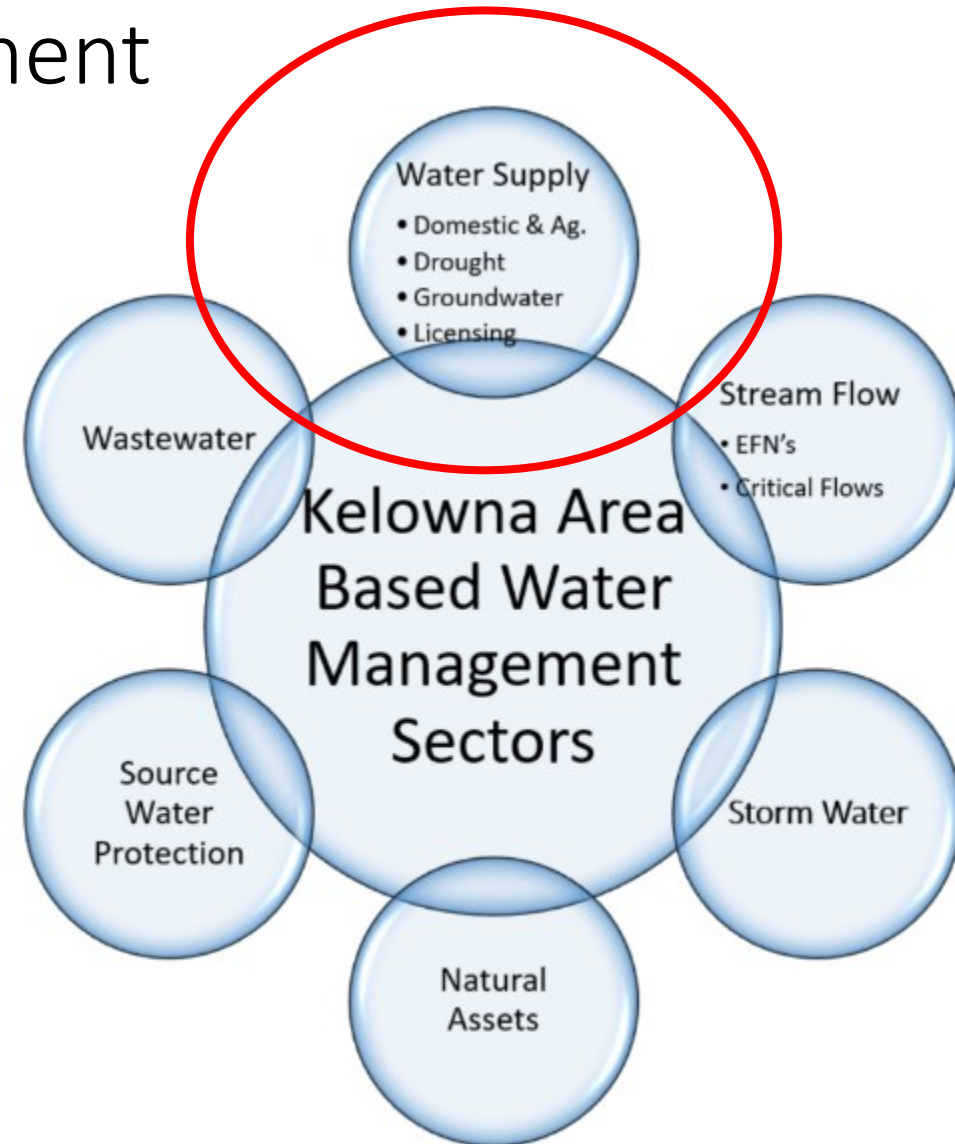 ment
Water Supply
• Domestic & Ag.
• Drought
• Groundwater
• Licensing
Stream Flow
• EFN's
• Critical Flows
Wastewater
Kelowna Area
Based Water
Management
Sectors
Source
Water
Protection
Storm Water
Natural
Assets